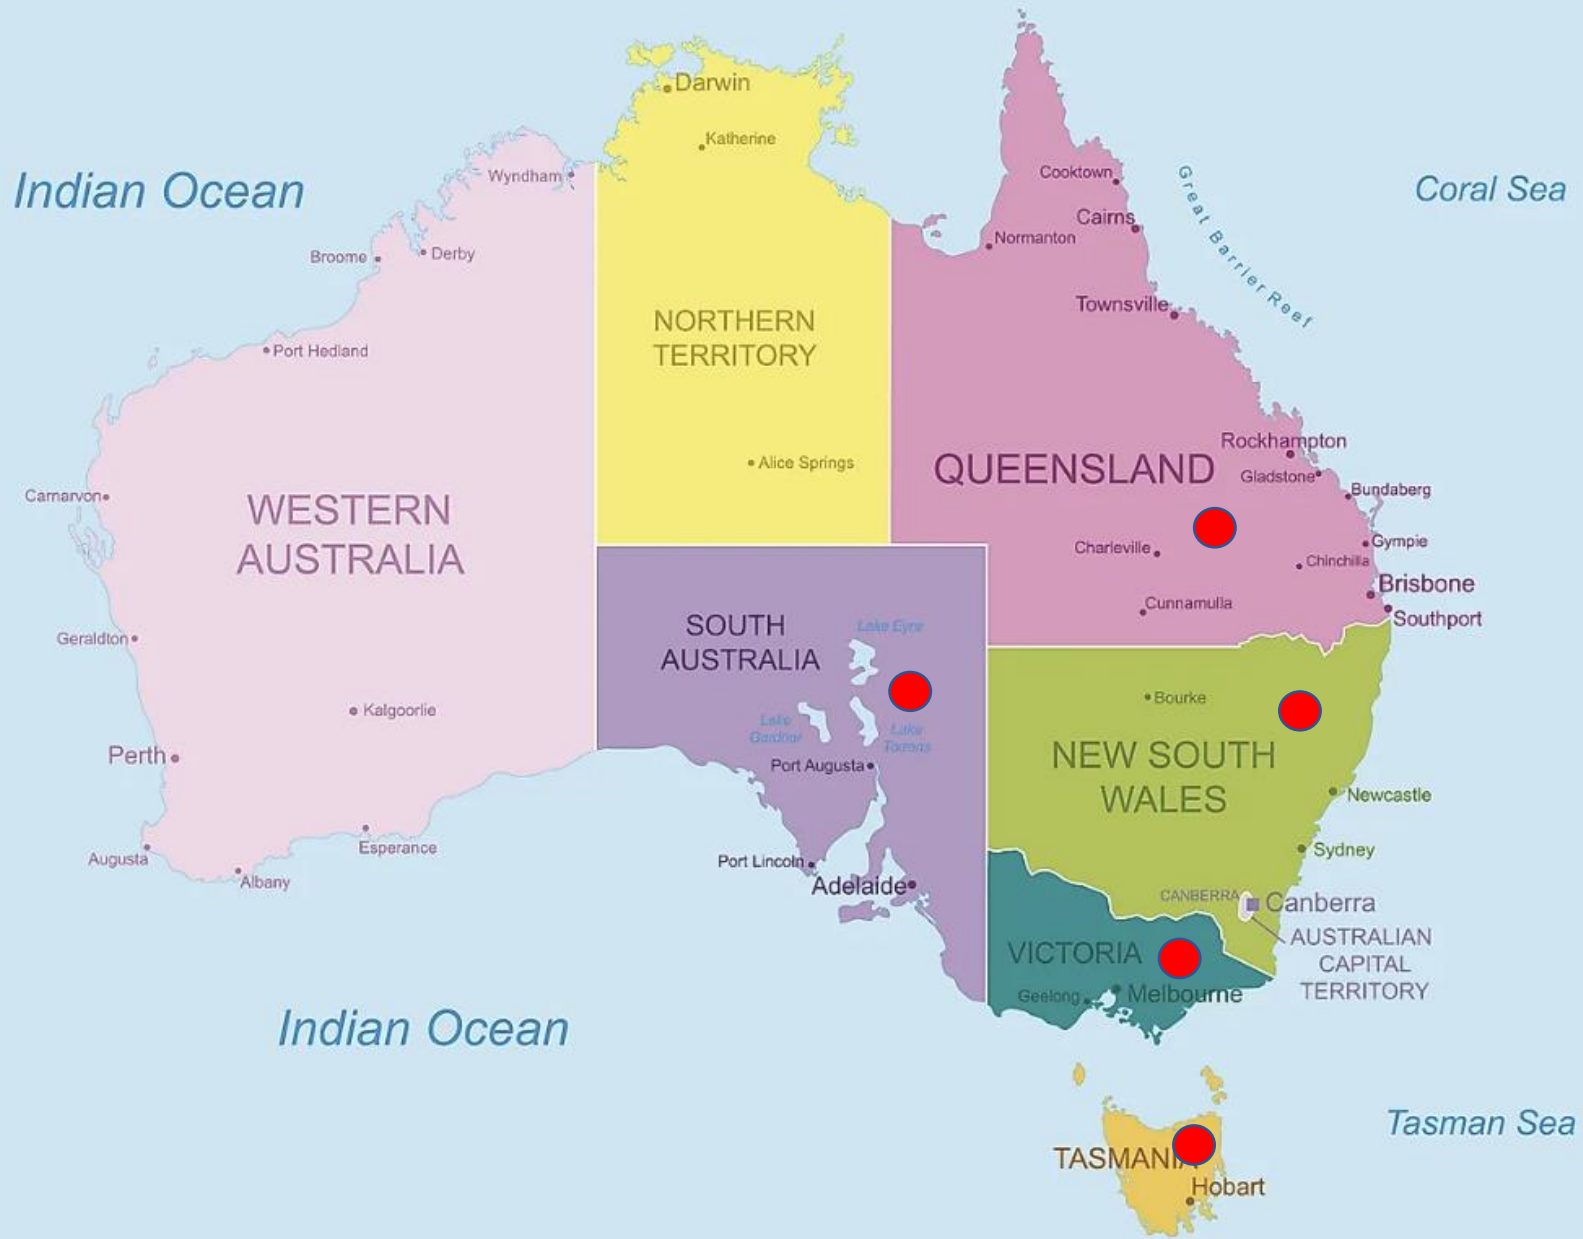 Darwin
Katherine
Wyndham
Indian Ocean
Coral Sea
Cooktown
Great Barrier Reef
Cairns
Normanton
Broome
Derby
Townsville
NORTHERN
TERRITORY
Port Hedland
Rockhampton
Alice Springs
QUEENSLAND
Gladstone
Bundaberg
Carnarvon
WESTERN
AUSTRALIA
Charleville
Gympie
Chinchilla
Brisbone
Cunnamulla
Southport
SOUTH
AUSTRALIA
Lake Eyre
Geraldton
Bourke
Kalgoorlie
Lake
Gardnar
Lake
Torrens
Perth
Port Augusta
NEW SOUTH
WALES
Newcastle
Esperance
Sydney
Augusta
Port Lincoln
Albany
Adelaide
CANBERRA
Canberra
AUSTRALIAN
CAPITAL
TERRITORY
VICTORIA
Geelong
Melbourne
Indian Ocean
Tasman Sea
TASMANIA
Hobart